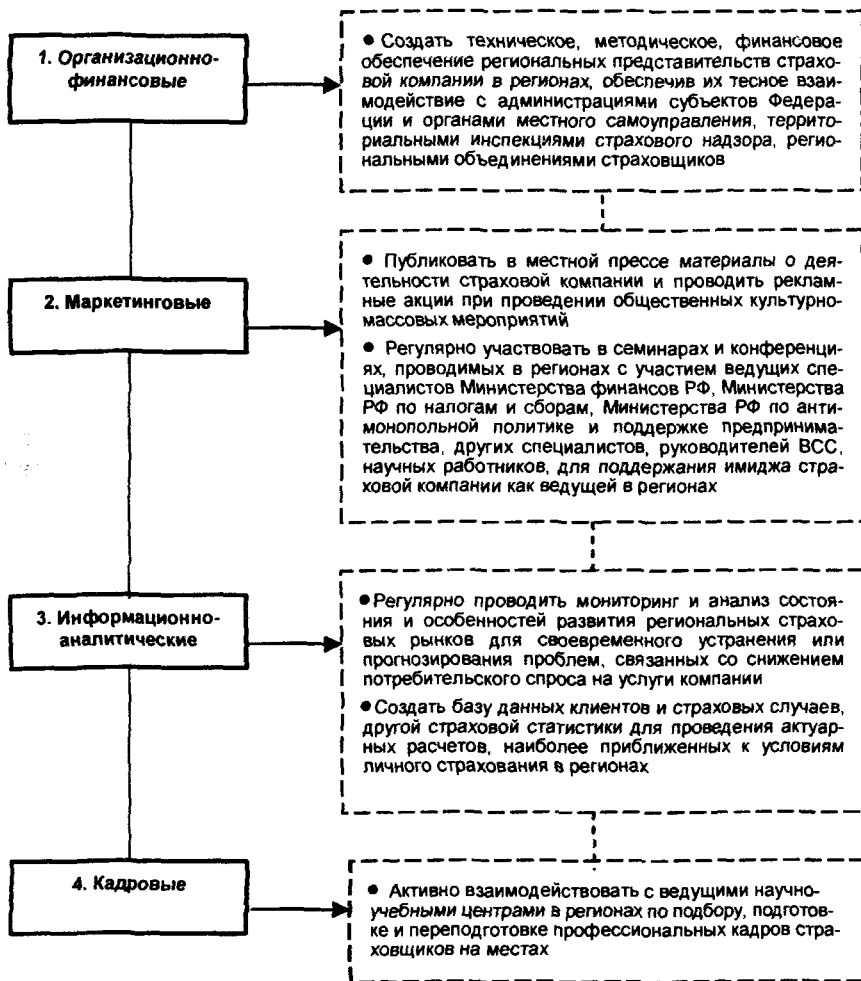 1. Организационно-
финансовые
● Создать техническое, методическое, финансовое
обеспечение региональных представительств страхо-
вой компании в регионах, обеспечив их тесное взаи-
модействие с администрациями субъектов Федера-
ции и органами местного самоуправления, террито-
риальными инспекциями страхового надзора, регио-
нальными объединениями страховщиков
2. Маркетинговые
● Публиковать в местной прессе материалы о дея-
тельности страховой компании и проводить реклам-
ные акции при проведении общественных культурно-
массовых мероприятий
● Регулярно участвовать в семинарах и конференци-
ях, проводимых в регионах с участием ведущих спе-
циалистов Министерства финансов РФ, Министерства
РФ по налогам и сборам, Министерства РФ по анти-
монопольной политике и поддержке предпринима-
тельства, других специалистов, руководителей ВСС,
научных работников, для поддержания имиджа стра-
ховой компании как ведущей в регионах
3. Информационно-
аналитические
● Регулярно проводить мониторинг и анализ состоя-
ния и особенностей развития региональных страхо-
вых рынков для своевременного устранения или
прогнозирования проблем, связанных со снижением
потребительского спроса на услуги компании
● Создать базу данных клиентов и страховых случаев,
другой страховой статистики для проведения актуар-
ных расчетов, наиболее приближенных к условиям
личного страхования в регионах
4. Кадровые
● Активно взаимодействовать с ведущими научно-
учебными центрами в регионах по подбору, подготов-
ке и переподготовке профессиональных кадров стра-
ховщиков на местах